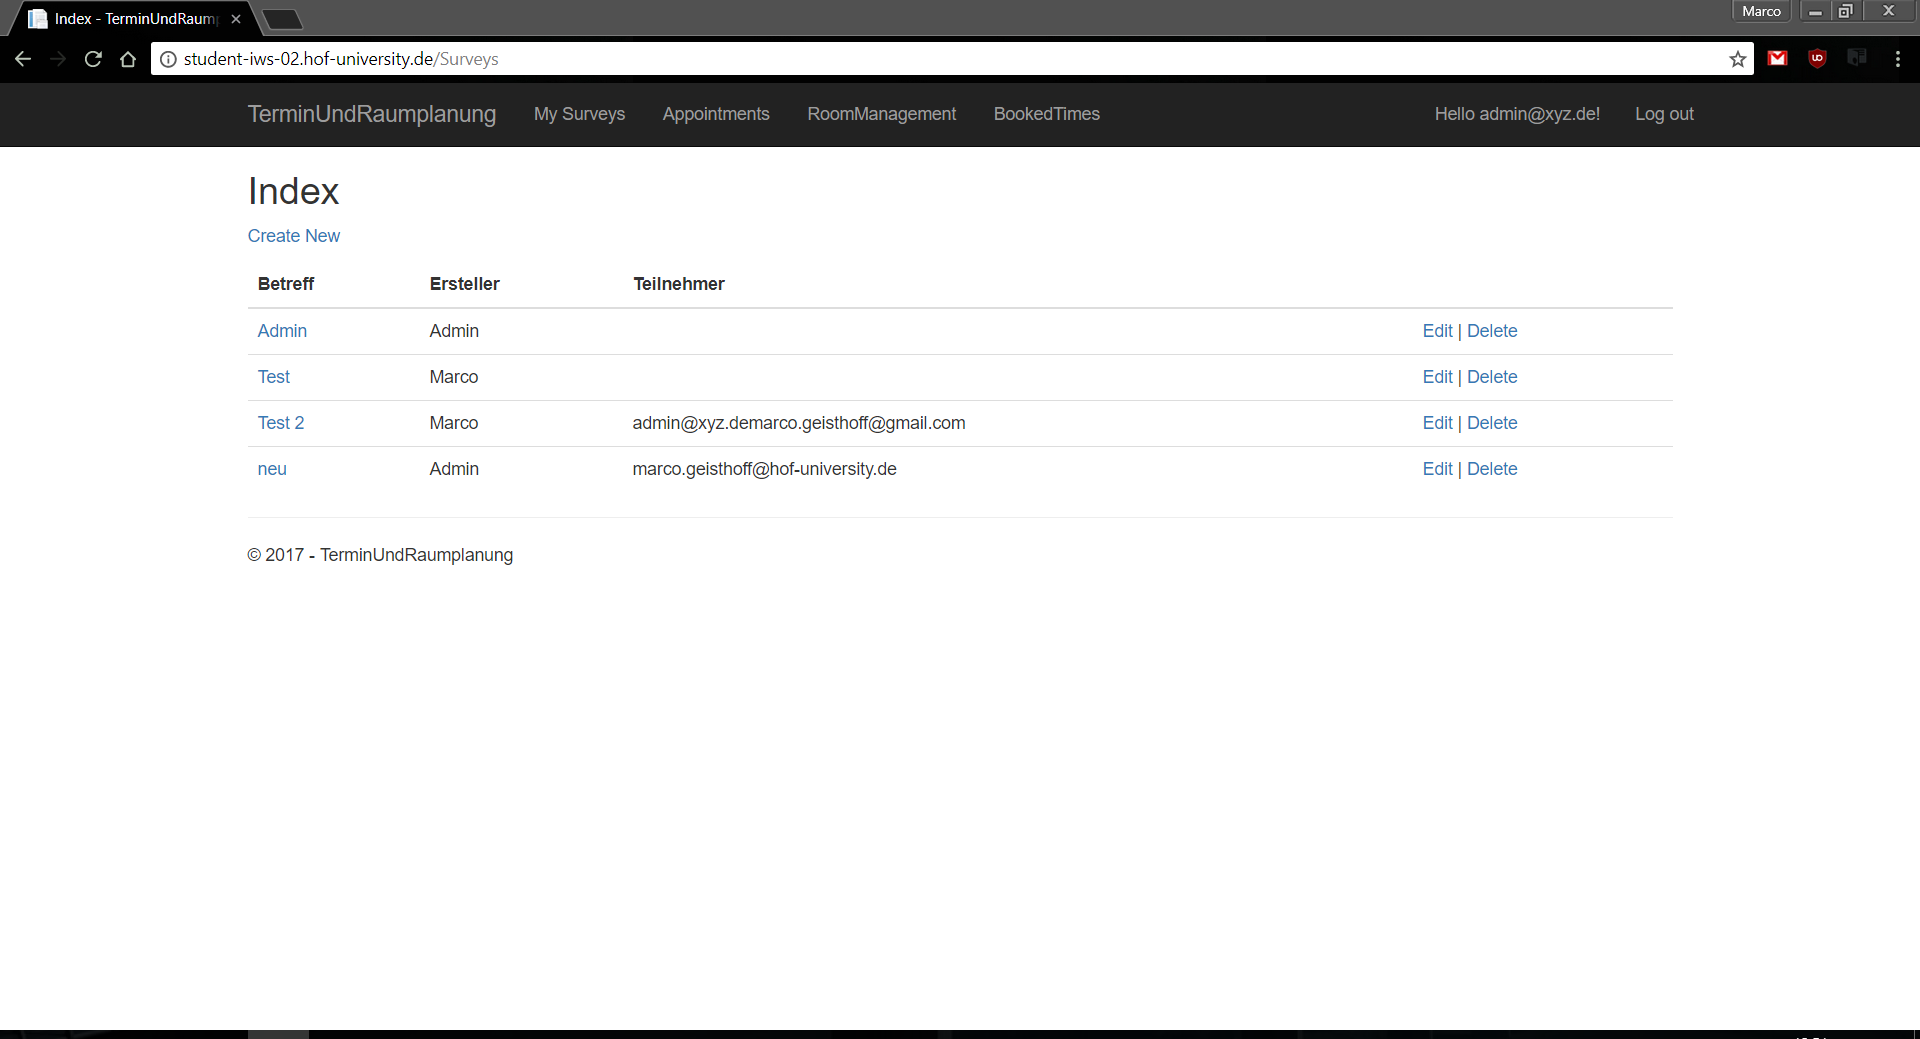 Index - TerminUndRaum
Marco
student-iws-02.hof-university.de/Surveys
TerminUndRaumplanung My Surveys Appointments RoomManagement BookedTimes Hello admin@xyz.de! Log out
Index
Create New
Betreff Ersteller Teilnehmer
Admin Admin Edit | Delete
Test Marco Edit | Delete
Test 2 Marco admin@xyz.demarco.geisthoff@gmail.com Edit | Delete
neu Admin marco.geisthoff@hof-university.de Edit | Delete
© 2017 - TerminUndRaumplanung